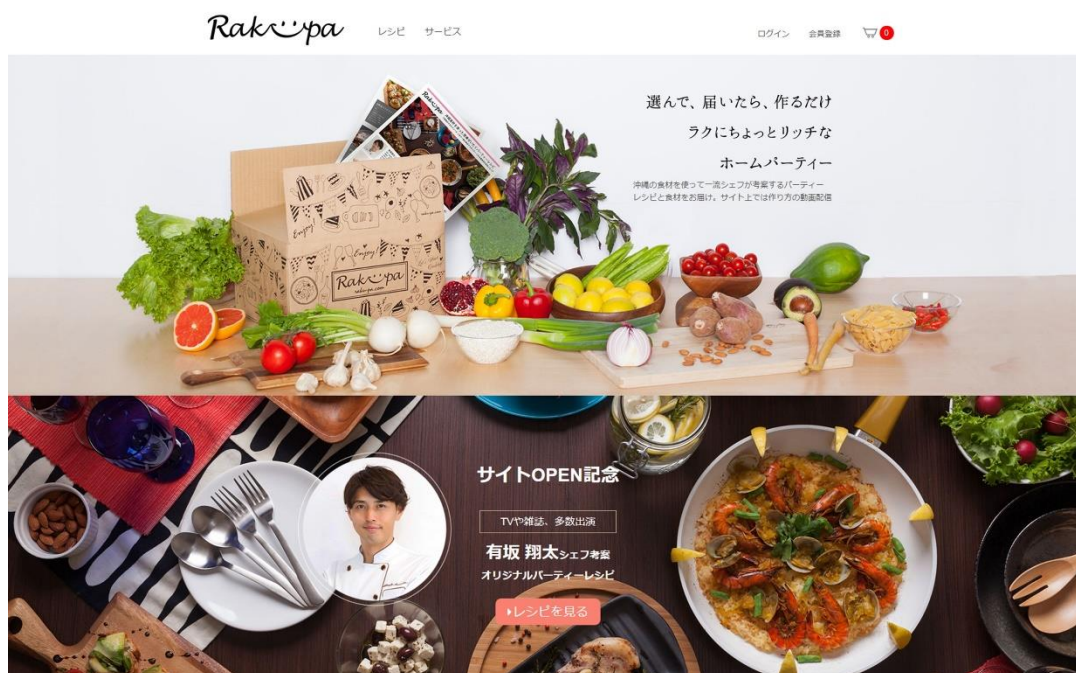 Rakupa
レシピ
サービス
ログイン
会員登録
0
選んで、届いたら、作るだけ
ラクにちょっとリッチな
ホームパーティー
沖縄の食材を使って一流シェフが考案するパーティー
レシピと食材をお届け。サイト上では作り方の動画配信
Rakupa
Enjoy!
Enjoy!
Rakupa
rakupa.com
サイトOPEN記念
TVや雑誌、多数出演
有坂 翔太シェフ考案
オリジナルパーティーレシピ
レシピを見る